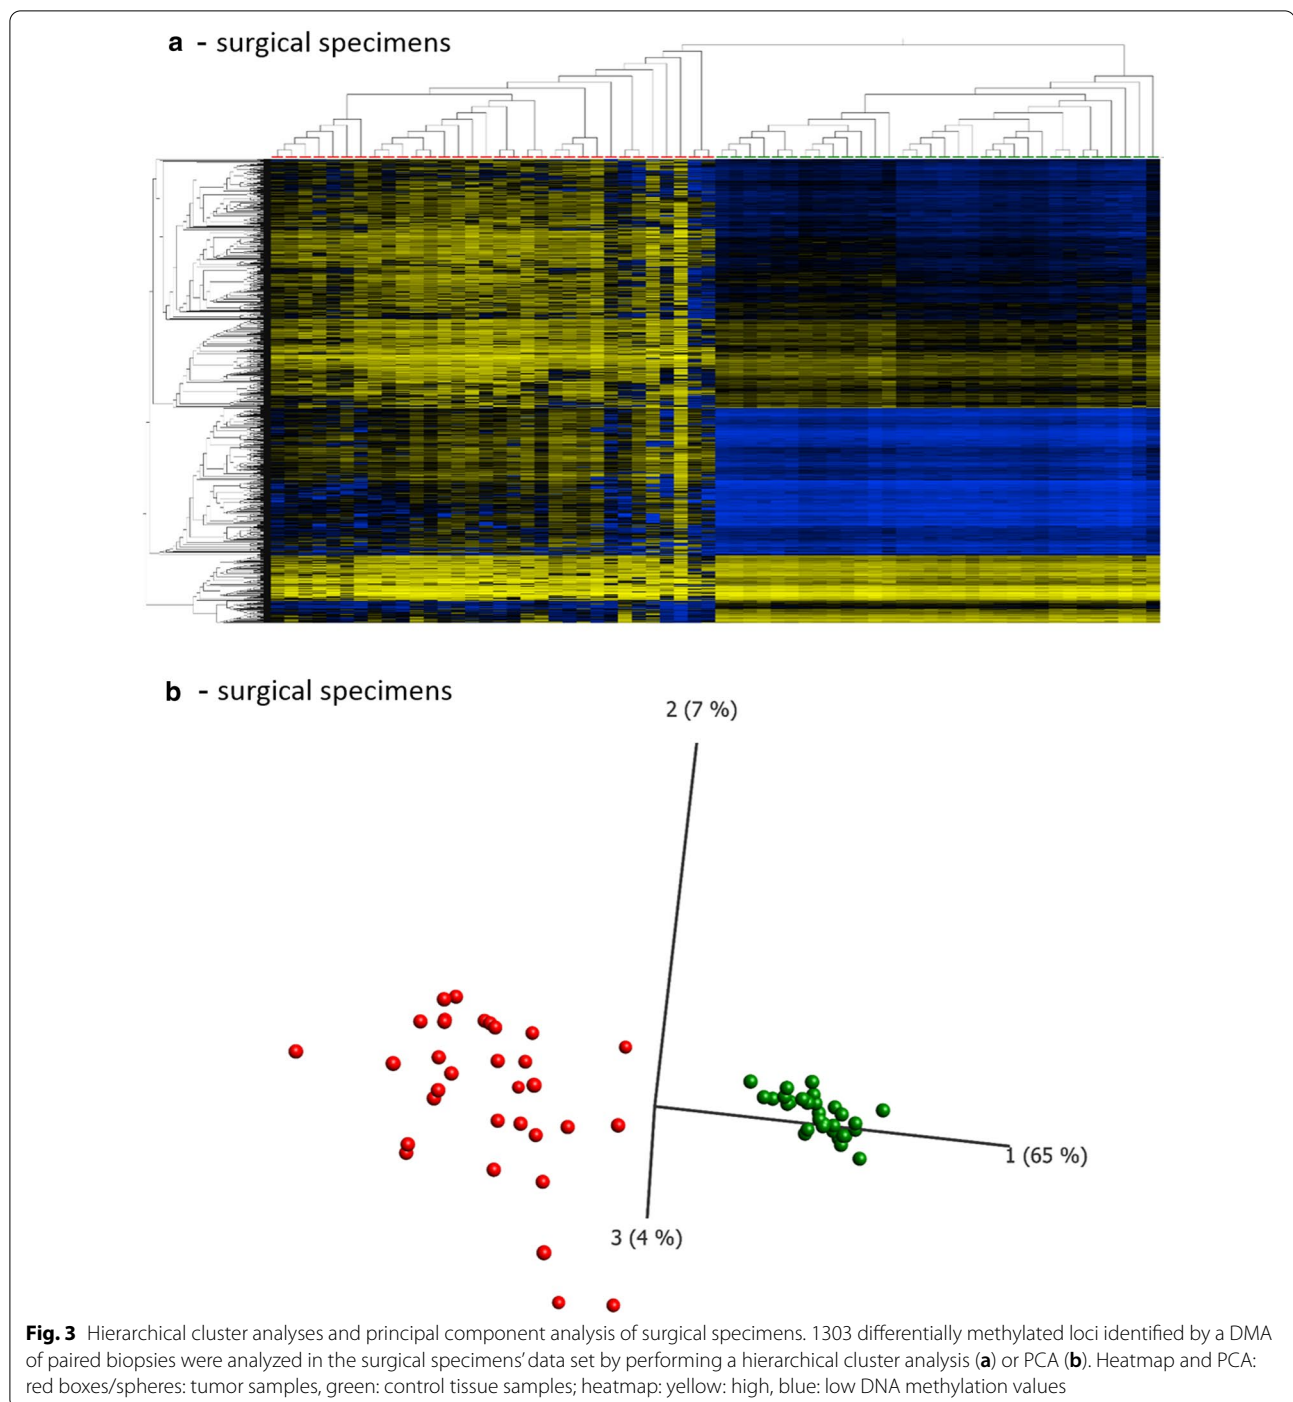 a - surgical specimens
b - surgical specimens
2 (7 %)
1 (65 %)
3 (4 %)
Fig. 3 Hierarchical cluster analyses and principal component analysis of surgical specimens. 1303 differentially methylated loci identified by a DMA
of paired biopsies were analyzed in the surgical specimens’ data set by performing a hierarchical cluster analysis (a) or PCA (b). Heatmap and PCA:
red boxes/spheres: tumor samples, green: control tissue samples; heatmap: yellow: high, blue: low DNA methylation values